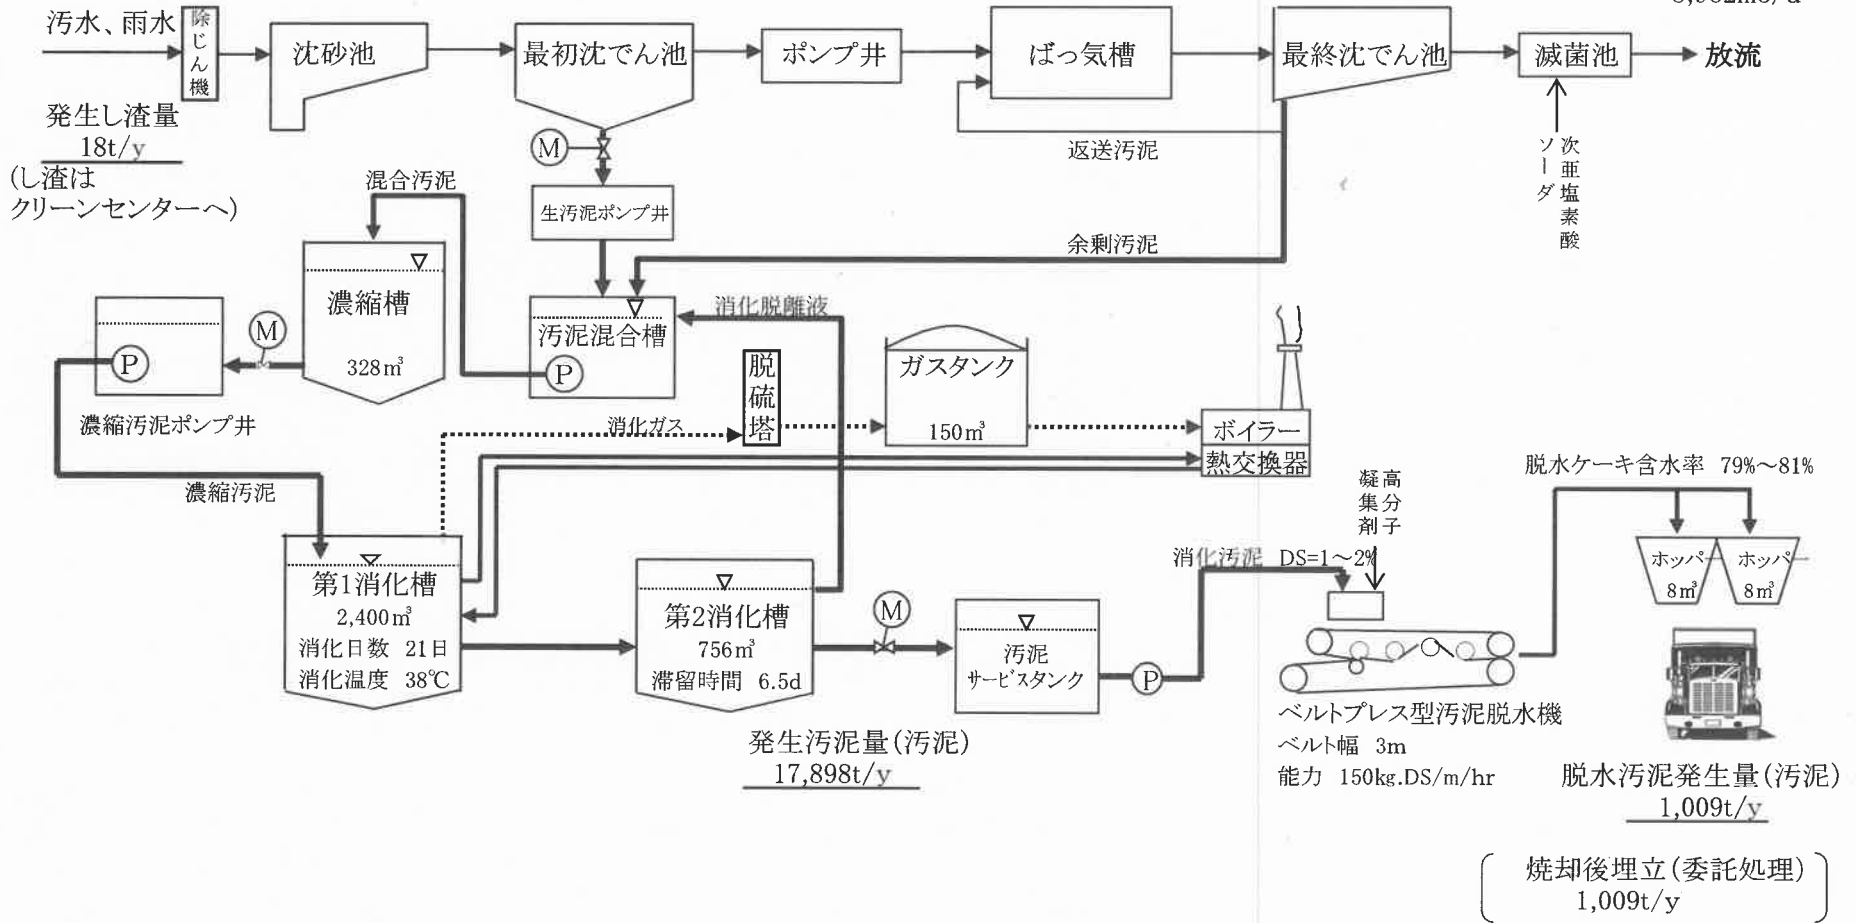 汚水、雨水
除じん機
沈砂池
最初沈でん池
ポンプ井
ばっ気槽
最終沈でん池
滅菌池
放流
発生し渣量
18t/y
(し渣は
クリーンセンターへ)
M
返送汚泥
次亜塩素酸
ソーダ
混合汚泥
生汚泥ポンプ井
余剰汚泥
濃縮槽
328m³
M
P
濃縮汚泥ポンプ井
汚泥混合槽
P
消化脱離液
脱硫塔
ガスタンク
150m³
消化ガス
ボイラー
熱交換器
濃縮汚泥
第1消化槽
2,400m³
消化日数 21日
消化温度 38℃
第2消化槽
756m³
滞留時間 6.5d
M
汚泥
サービスタンク
P
消化汚泥 DS=1~2%
高分子
凝集剤
脱水ケーキ含水率 79%~81%
ホッパー
8m³
ホッパー
8m³
ベルトプレス型汚泥脱水機
ベルト幅 3m
能力 150kg.DS/m/hr
発生汚泥量(汚泥)
17,898t/y
脱水汚泥発生量(汚泥)
1,009t/y
焼却後埋立(委託処理)
1,009t/y